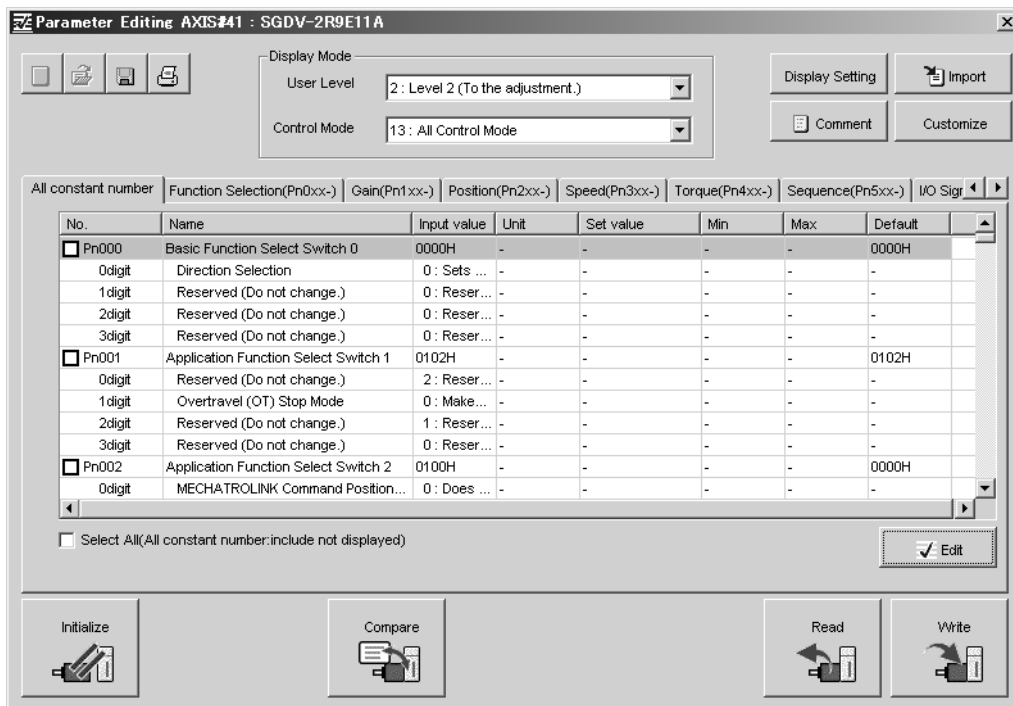 Parameter Editing AXIS#41 : SGDV-2R9E11A
Display Mode
User Level 2 : Level 2 (To the adjustment.)
Control Mode 13 : All Control Mode
Display Setting Import
Comment Customize
All constant number Function Selection(Pn0xx-) Gain(Pn1xx-) Position(Pn2xx-) Speed(Pn3xx-) Torque(Pn4xx-) Sequence(Pn5xx-) I/O Sigr
No. Name Input value Unit Set value Min Max Default
Pn000 Basic Function Select Switch 0 0000H - - - - 0000H
0digit Direction Selection 0 : Sets ... - - - - -
1digit Reserved (Do not change.) 0 : Reser... - - - - -
2digit Reserved (Do not change.) 0 : Reser... - - - - -
3digit Reserved (Do not change.) 0 : Reser... - - - - -
Pn001 Application Function Select Switch 1 0102H - - - - 0102H
0digit Reserved (Do not change.) 2 : Reser... - - - - -
1digit Overtravel (OT) Stop Mode 0 : Make... - - - - -
2digit Reserved (Do not change.) 1 : Reser... - - - - -
3digit Reserved (Do not change.) 0 : Reser... - - - - -
Pn002 Application Function Select Switch 2 0100H - - - - 0000H
0digit MECHATROLINK Command Position... 0 : Does ... - - - - -
Select All(All constant number:include not displayed)
Edit
Initialize Compare Read Write